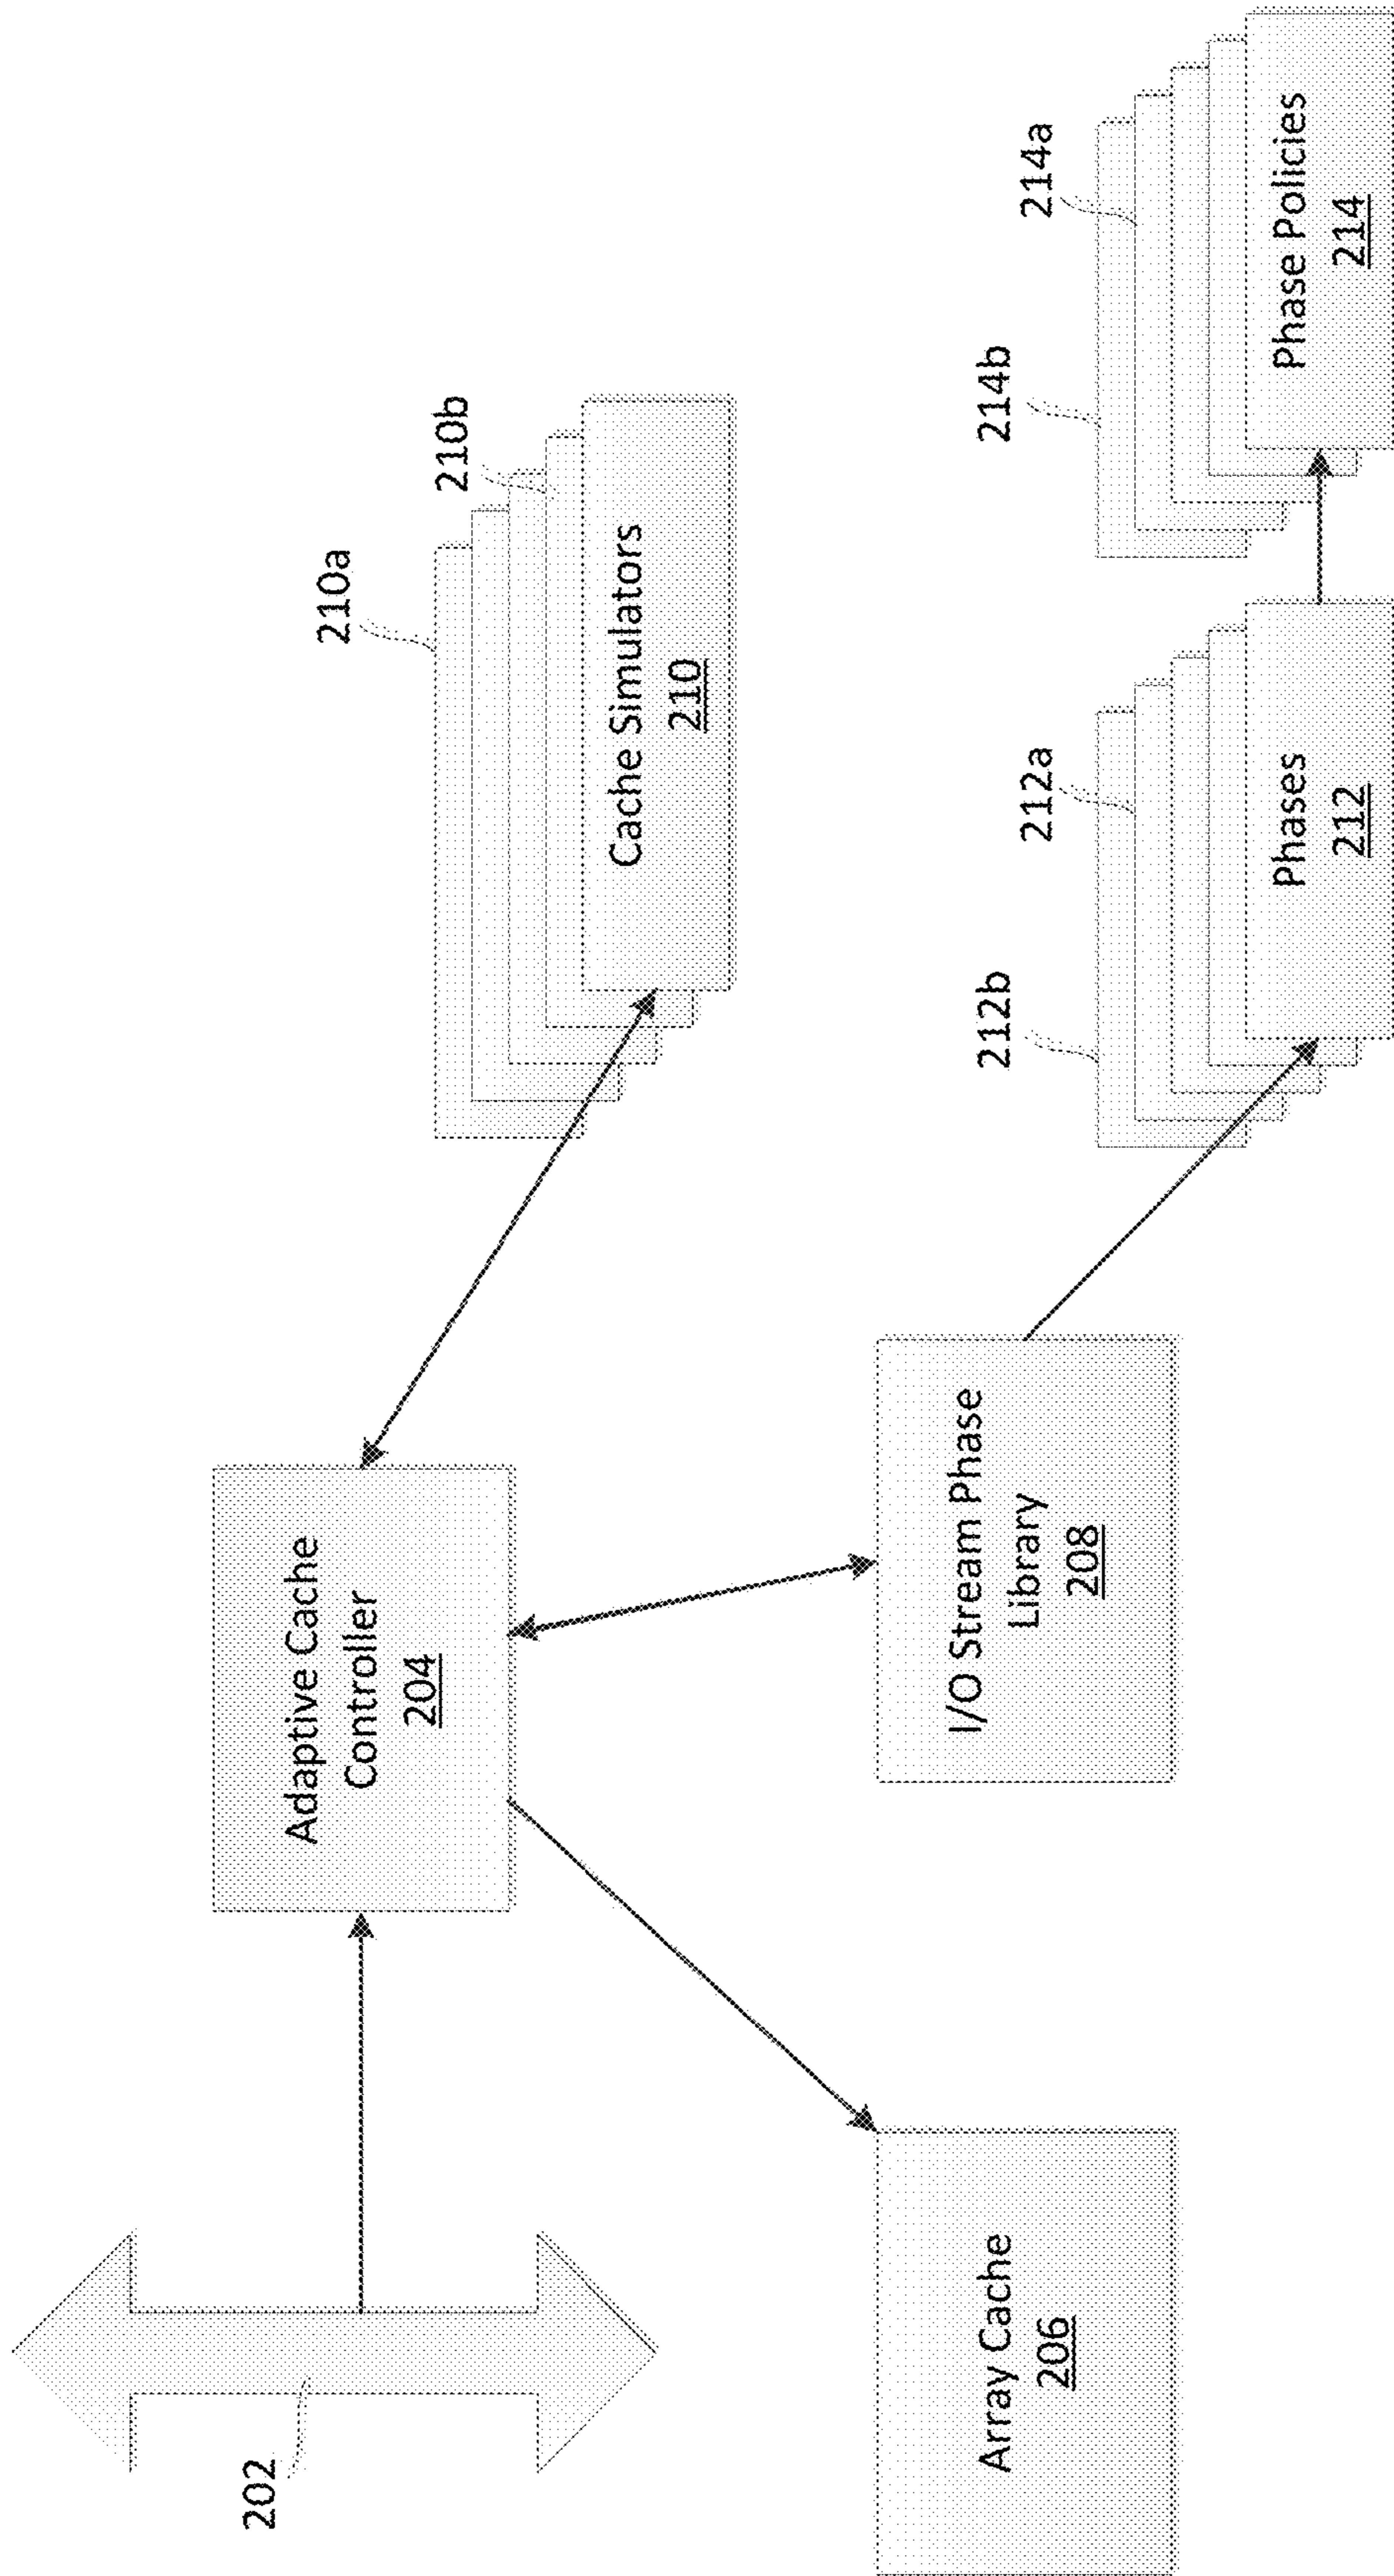 202
Adaptive Cache
Controller
204
210a
210b
Cache Simulators
210
Array Cache
206
I/O Stream Phase
Library
208
212b
212a
Phases
212
214b
214a
Phase Policies
214